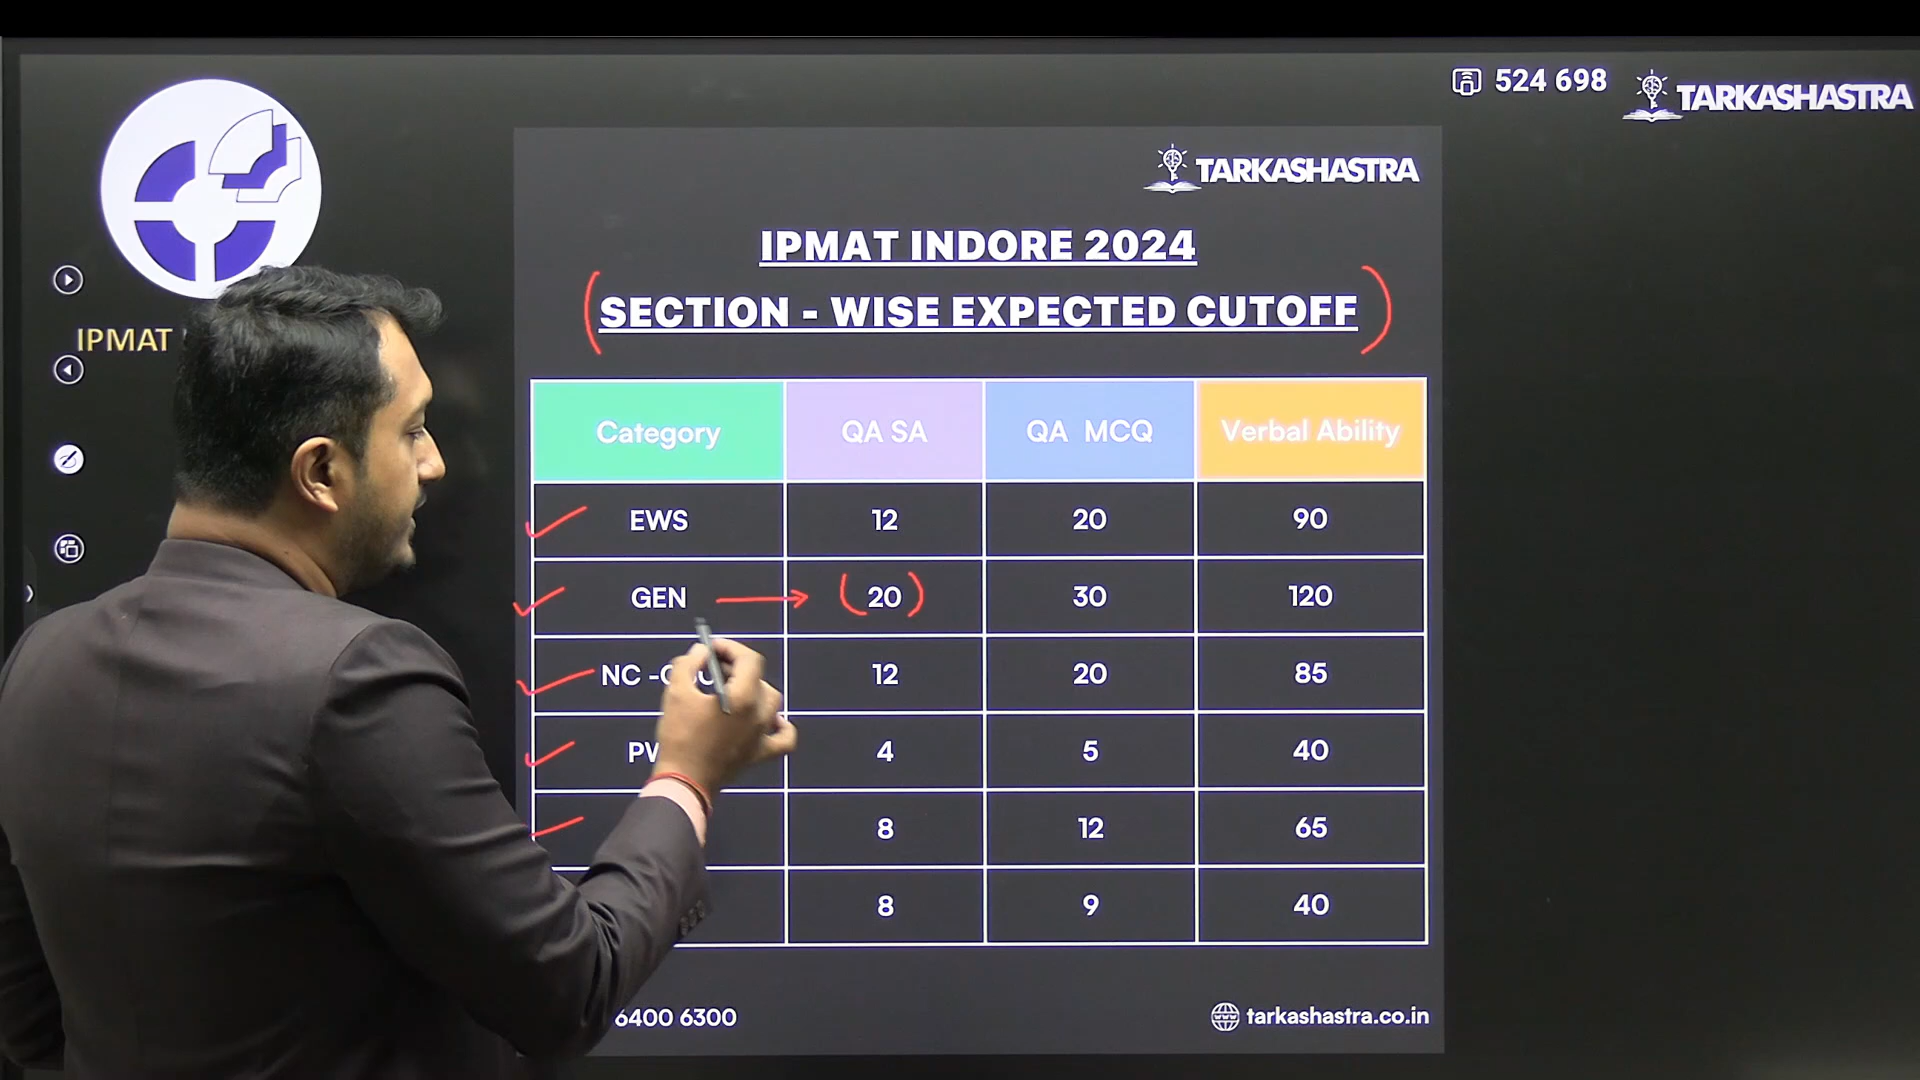 524 698
TARKASHASTRA
TARKASHASTRA
IPMAT INDORE 2024
SECTION - WISE EXPECTED CUTOFF
IPMAT
Category QA SA QA MCQ Verbal Ability
EWS 12 20 90
GEN 20 30 120
NC 12 20 85
4 5 40
8 12 65
8 9 40
6400 6300
tarkashastra.co.in